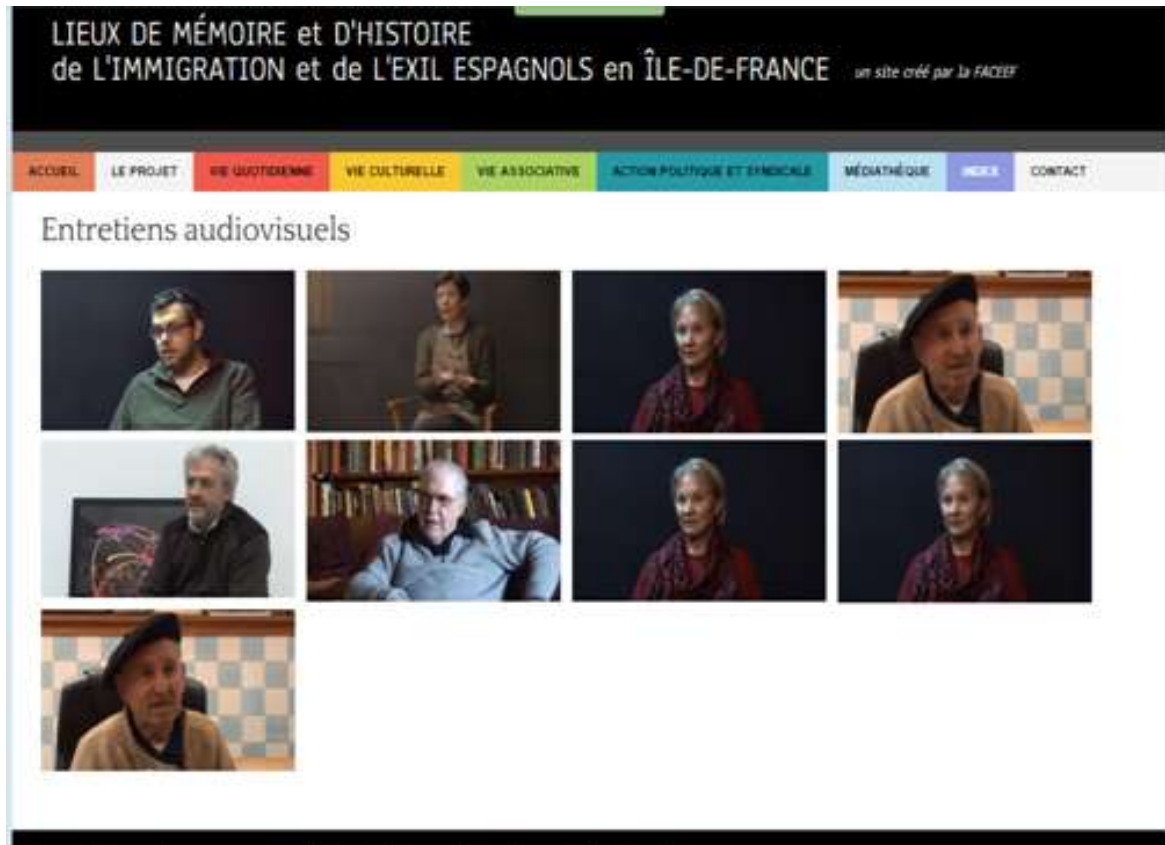 LIEUX DE MÉMOIRE et D'HISTOIRE
de L'IMMIGRATION et de L'EXIL ESPAGNOLS en ÎLE-DE-FRANCE un site créé par la FACEEF
ACCUEIL LE PROJET VIE QUOTIDIENNE VIE CULTURELLE VIE ASSOCIATIVE ACTION POLITIQUE ET SYNDICALE MÉDIATHÈQUE INDEX CONTACT
Entretiens audiovisuels